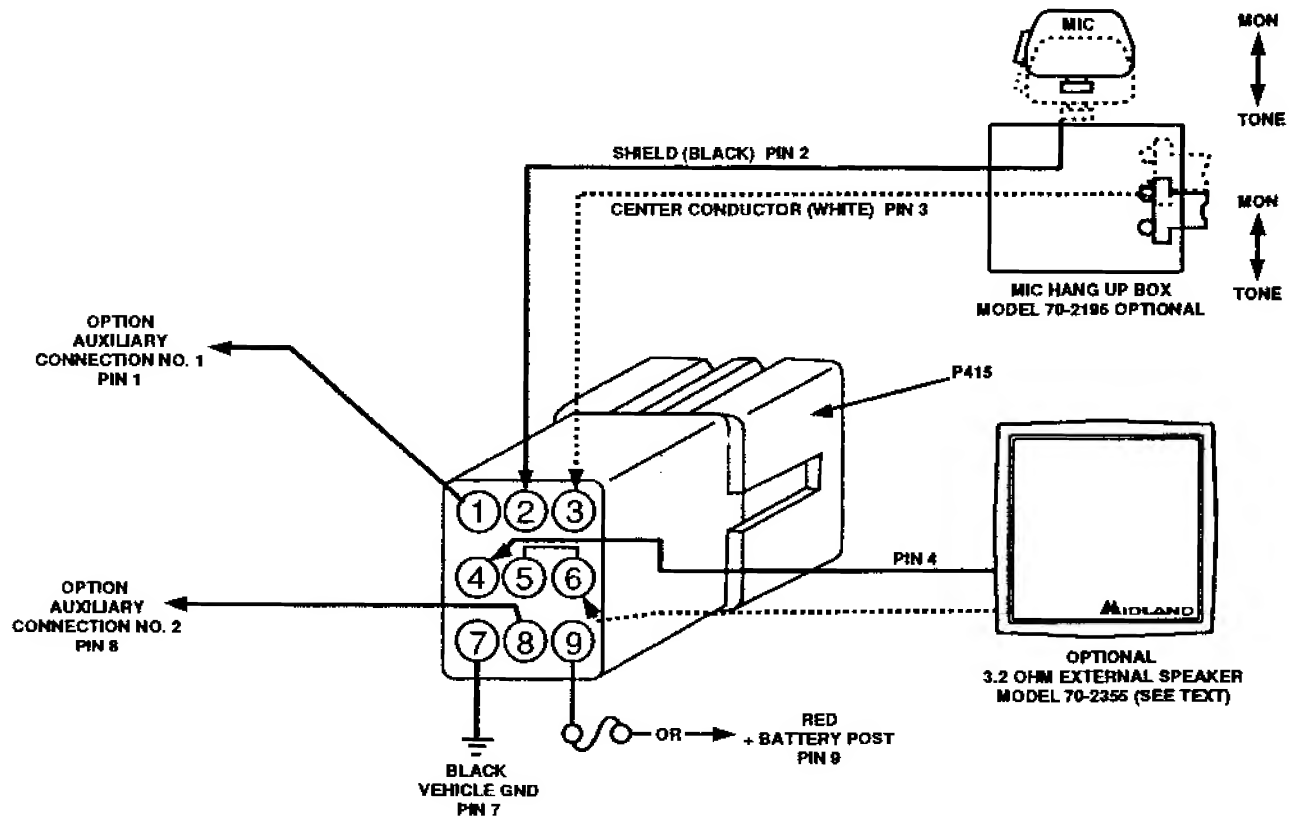 MIC
MON
TONE
SHIELD (BLACK) PIN 2
CENTER CONDUCTOR (WHITE) PIN 3
MON
TONE
MIC HANG UP BOX
MODEL 70-2195 OPTIONAL
OPTION
AUXILIARY
CONNECTION NO. 1
PIN 1
P415
1 2 3
4 5 6
7 8 9
PIN 4
MIDLAND
OPTION
AUXILIARY
CONNECTION NO. 2
PIN 8
OPTIONAL
3.2 OHM EXTERNAL SPEAKER
MODEL 70-2355 (SEE TEXT)
OR
RED
+ BATTERY POST
PIN 9
BLACK
VEHICLE GND
PIN 7